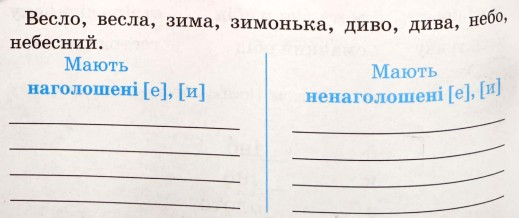 Весло, весла, зима, зимонька, диво, дива, небо,
небесний.
Мають
наголошені [е], [и]
Мають
ненаголошені [е], [и]